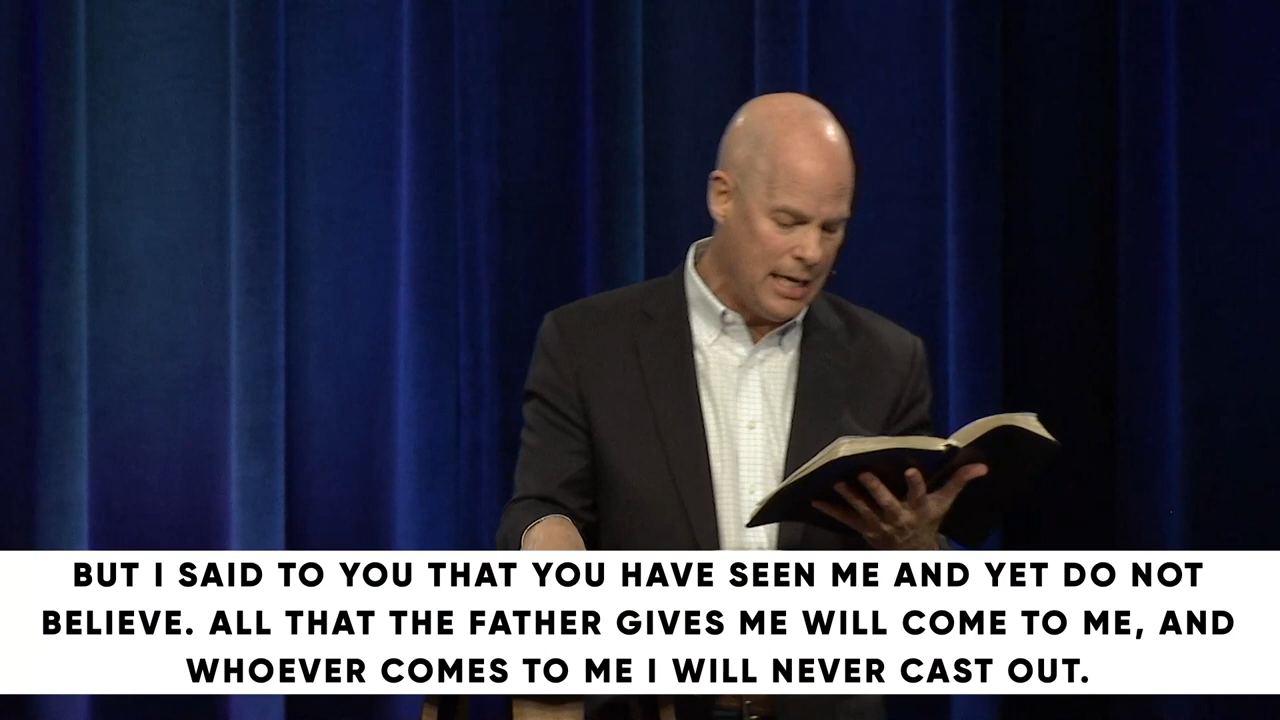 BUT I SAID TO YOU THAT YOU HAVE SEEN ME AND YET DO NOT
BELIEVE. ALL THAT THE FATHER GIVES ME WILL COME TO ME, AND
WHOEVER COMES TO ME I WILL NEVER CAST OUT.